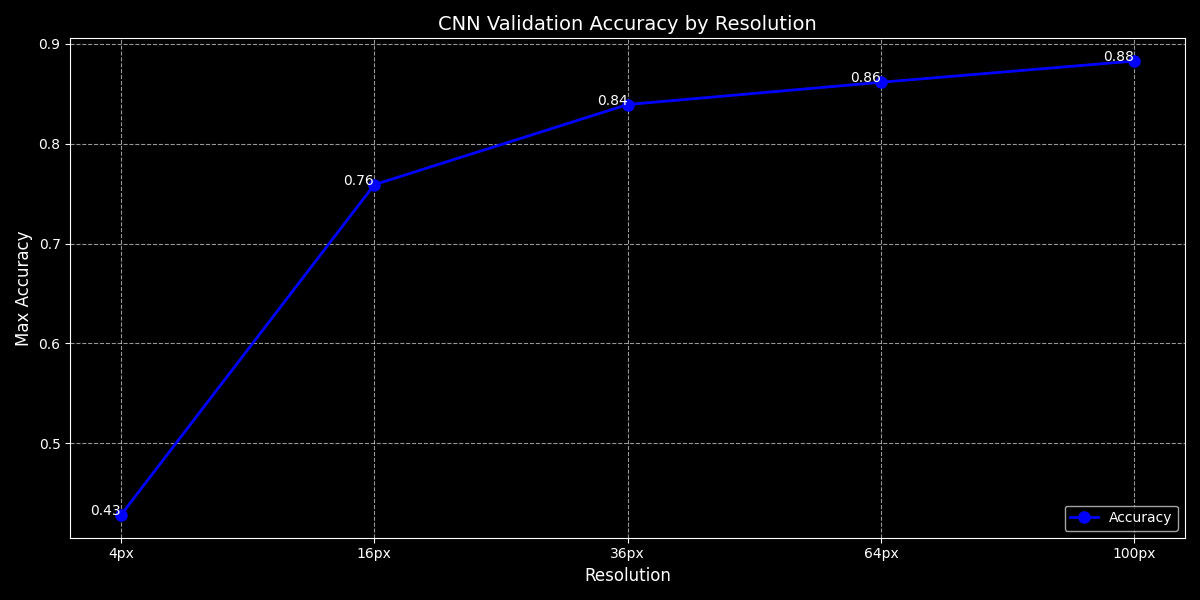 CNN Validation Accuracy by Resolution
Max Accuracy
0.9
0.8
0.7
0.6
0.5
0.43
0.76
0.84
0.86
0.88
Accuracy
4px
16px
36px
64px
100px
Resolution